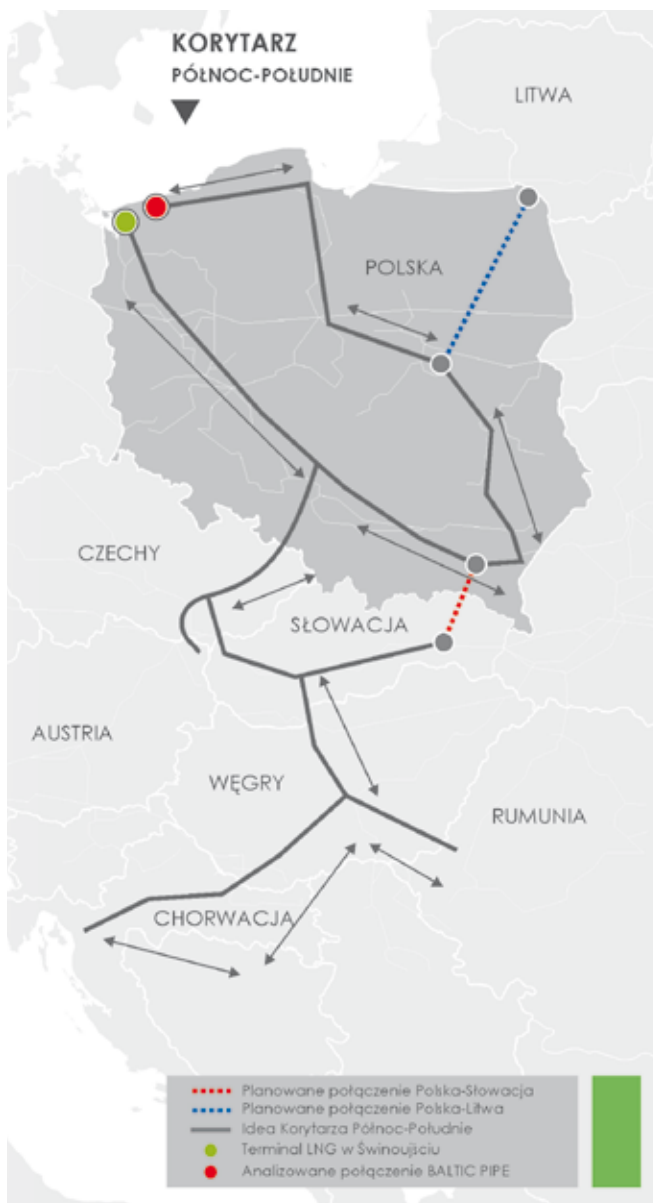 KORYTARZ
PÓŁNOC-POŁUDNIE
LITWA
POLSKA
CZECHY
SŁOWACJA
AUSTRIA
WĘGRY
RUMUNIA
CHORWACJA
Planowane połączenie Polska-Słowacja
Planowane połączenie Polska-Litwa
Idea Korytarza Północ-Południe
Terminal LNG w Świnoujściu
Analizowane połączenie BALTIC PIPE